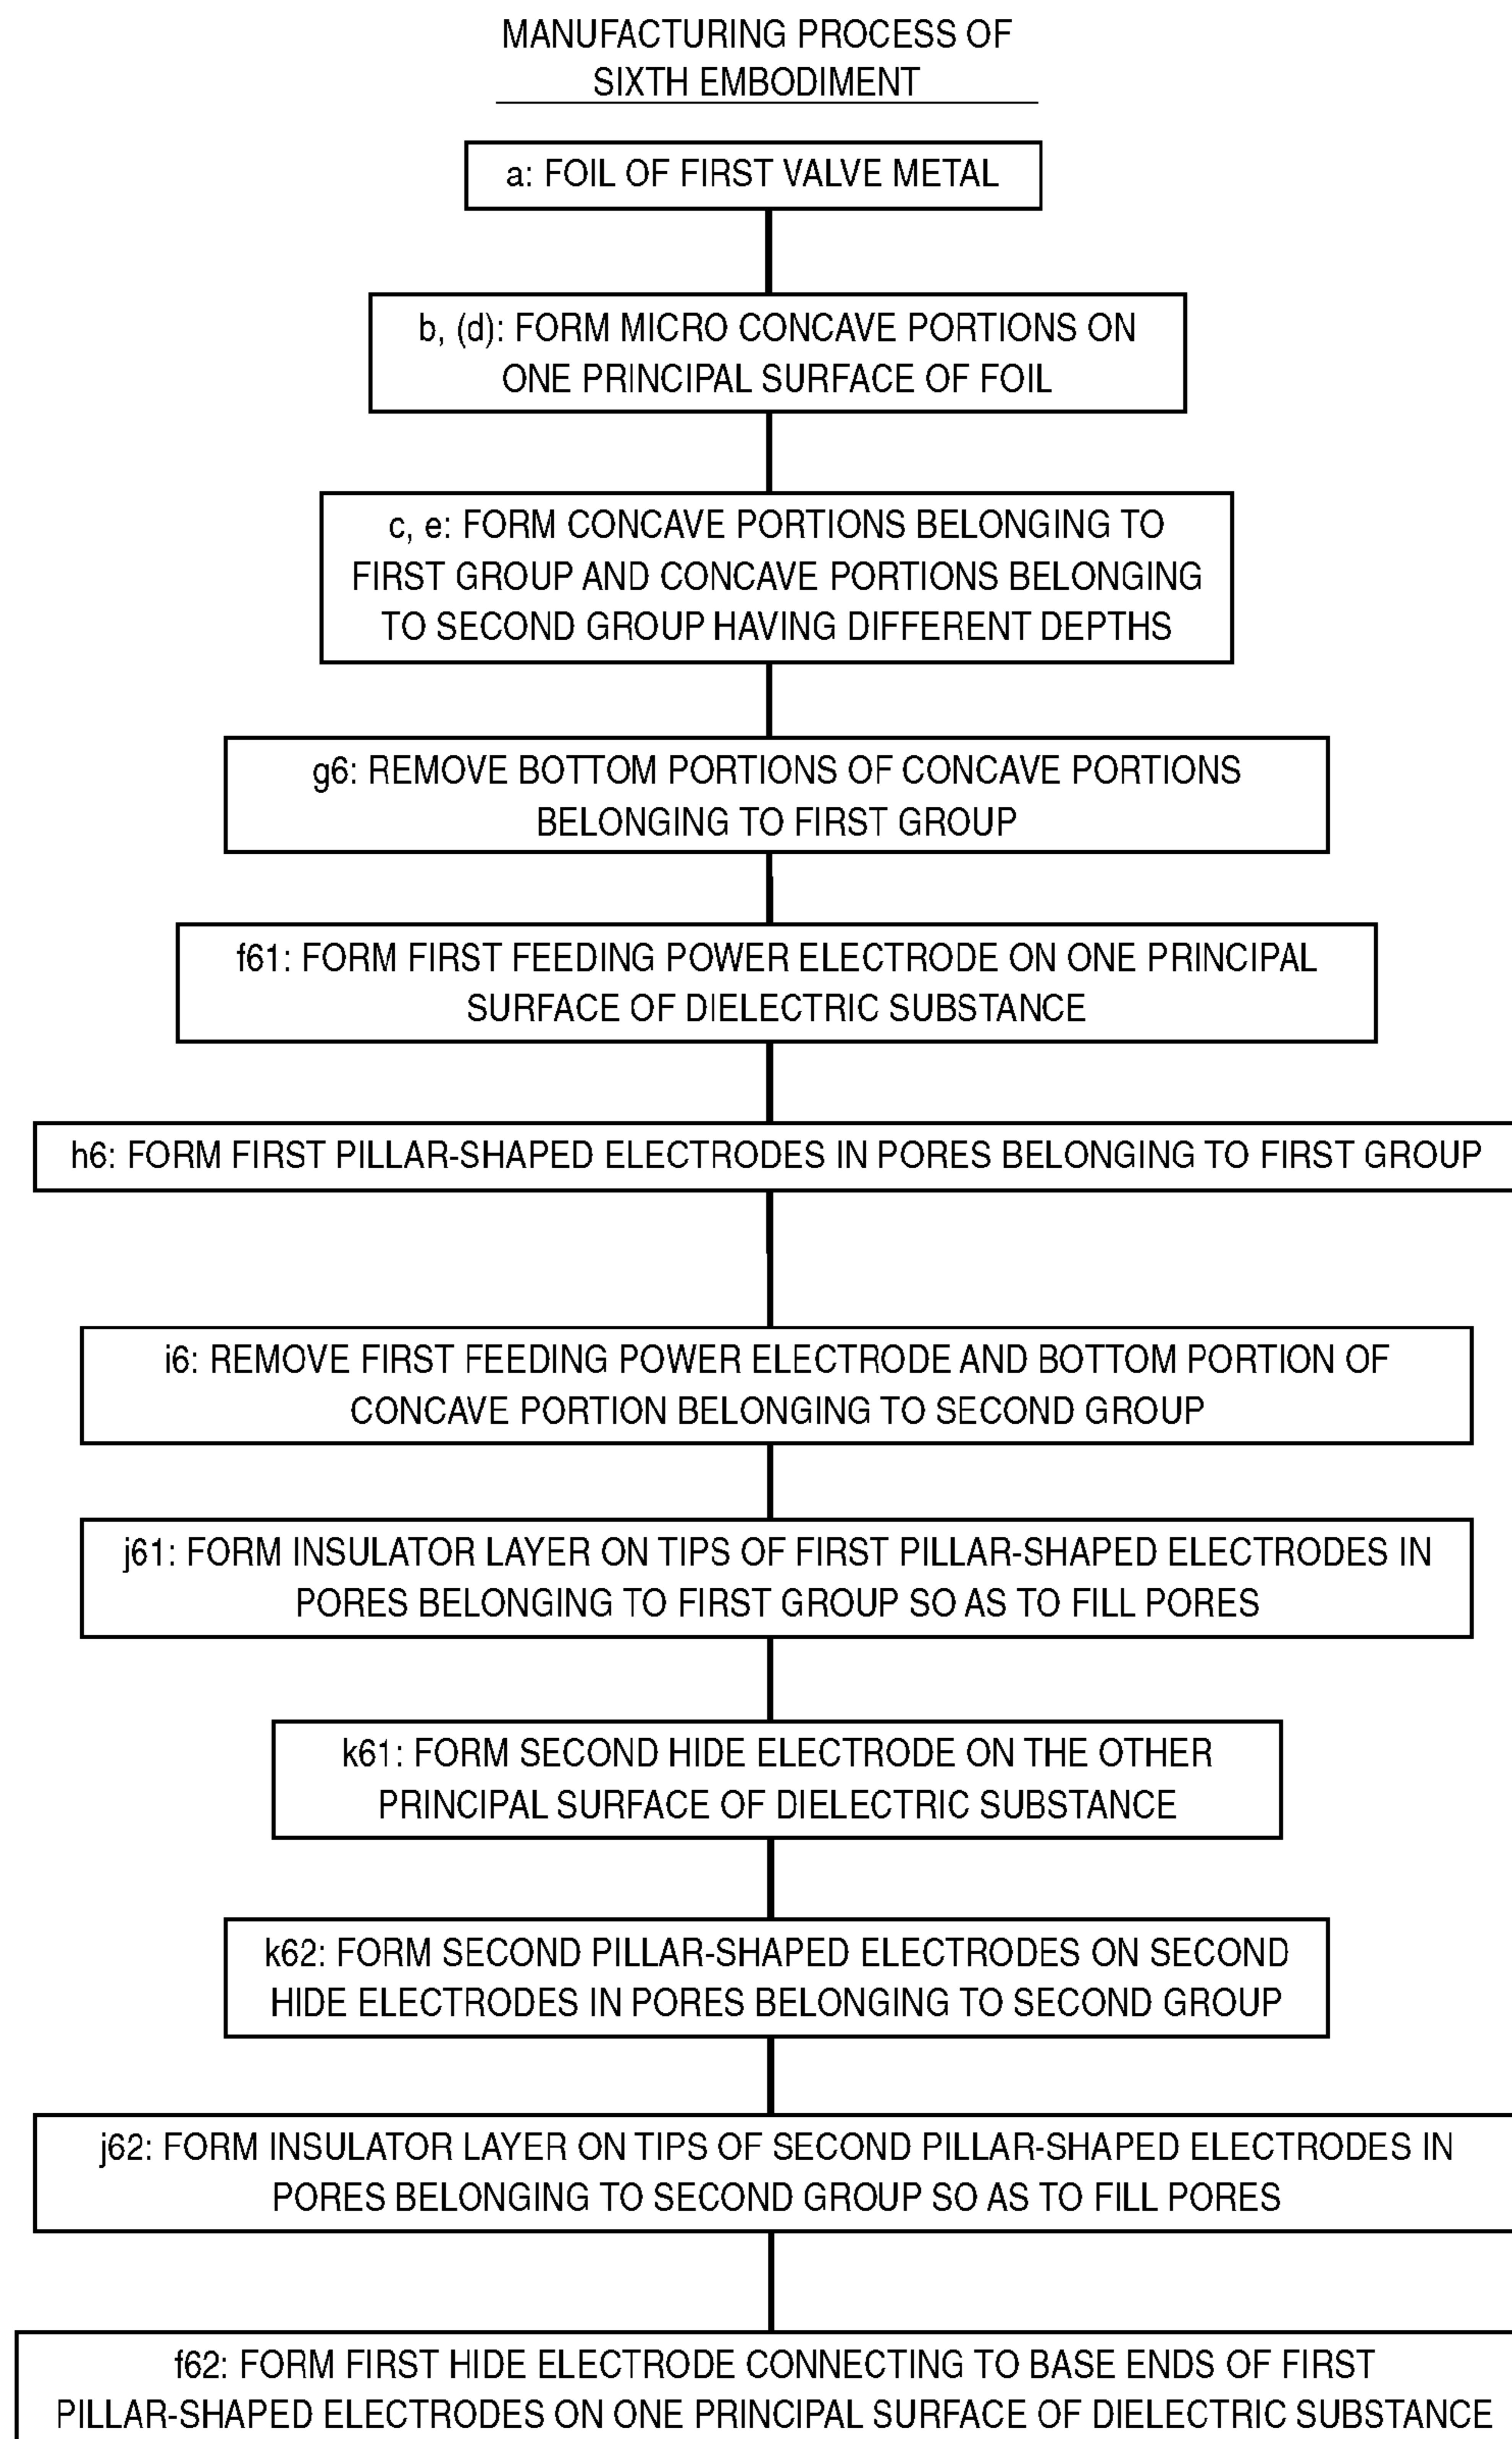 MANUFACTURING PROCESS OF
SIXTH EMBODIMENT
a: FOIL OF FIRST VALVE METAL
b, (d): FORM MICRO CONCAVE PORTIONS ON
ONE PRINCIPAL SURFACE OF FOIL
c, e: FORM CONCAVE PORTIONS BELONGING TO
FIRST GROUP AND CONCAVE PORTIONS BELONGING
TO SECOND GROUP HAVING DIFFERENT DEPTHS
g6: REMOVE BOTTOM PORTIONS OF CONCAVE PORTIONS
BELONGING TO FIRST GROUP
f61: FORM FIRST FEEDING POWER ELECTRODE ON ONE PRINCIPAL
SURFACE OF DIELECTRIC SUBSTANCE
h6: FORM FIRST PILLAR-SHAPED ELECTRODES IN PORES BELONGING TO FIRST GROUP
i6: REMOVE FIRST FEEDING POWER ELECTRODE AND BOTTOM PORTION OF
CONCAVE PORTION BELONGING TO SECOND GROUP
j61: FORM INSULATOR LAYER ON TIPS OF FIRST PILLAR-SHAPED ELECTRODES IN
PORES BELONGING TO FIRST GROUP SO AS TO FILL PORES
k61: FORM SECOND HIDE ELECTRODE ON THE OTHER
PRINCIPAL SURFACE OF DIELECTRIC SUBSTANCE
k62: FORM SECOND PILLAR-SHAPED ELECTRODES ON SECOND
HIDE ELECTRODES IN PORES BELONGING TO SECOND GROUP
j62: FORM INSULATOR LAYER ON TIPS OF SECOND PILLAR-SHAPED ELECTRODES IN
PORES BELONGING TO SECOND GROUP SO AS TO FILL PORES
f62: FORM FIRST HIDE ELECTRODE CONNECTING TO BASE ENDS OF FIRST
PILLAR-SHAPED ELECTRODES ON ONE PRINCIPAL SURFACE OF DIELECTRIC SUBSTANCE